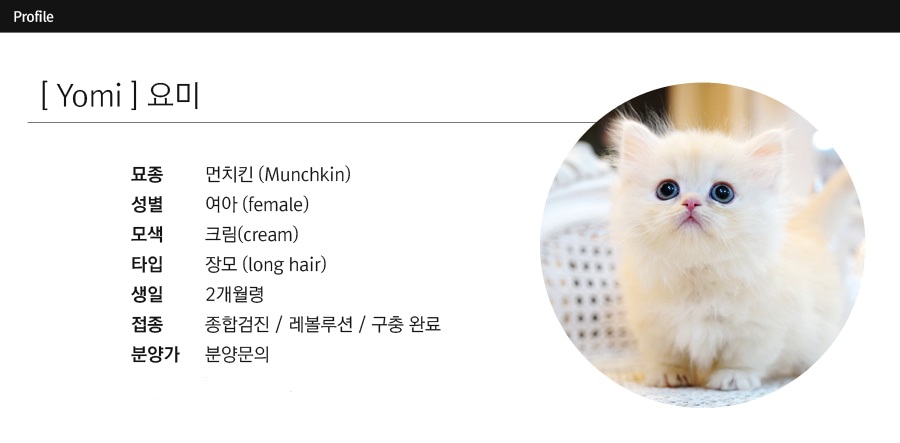 Profile
[ Yomi ] 요미
묘종 먼치킨 (Munchkin)
성별 여아 (female)
모색 크림(cream)
타입 장모 (long hair)
생일 2개월령
접종 종합검진 / 레볼루션 / 구충 완료
분양가 분양문의